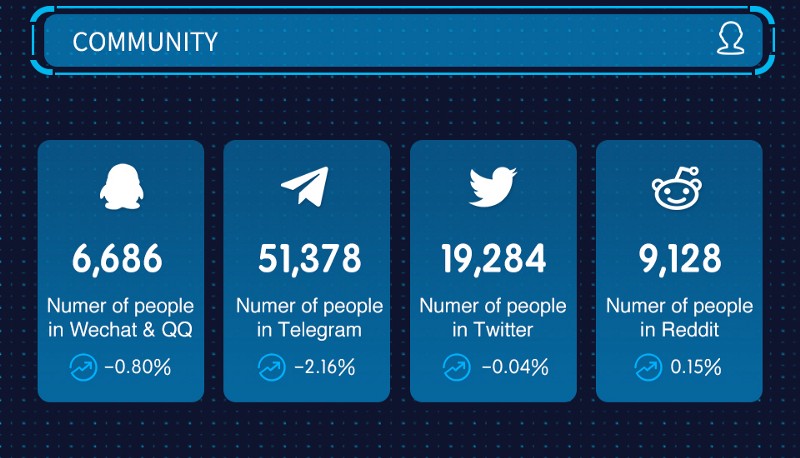 COMMUNITY
6,686
Numer of people
in Wechat & QQ
−0.80%
51,378
Numer of people
in Telegram
−2.16%
19,284
Numer of people
in Twitter
−0.04%
9,128
Numer of people
in Reddit
0.15%